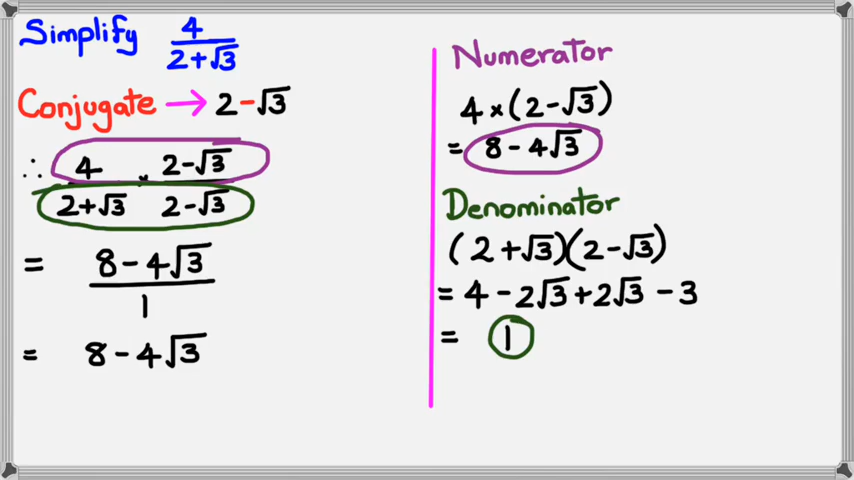 Simplify 4/(2+√3)
Conjugate → 2-√3
∴ 4/(2+√3) × (2-√3)/(2-√3)
= (8-4√3)/1
= 8-4√3
Numerator
4×(2-√3)
= 8-4√3
Denominator
(2+√3)(2-√3)
= 4-2√3+2√3-3
= 1